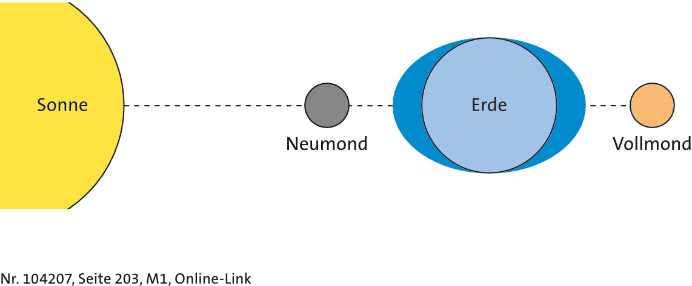 Sonne
Erde
Neumond
Vollmond
Nr. 104207, Seite 203, M1, Online-Link